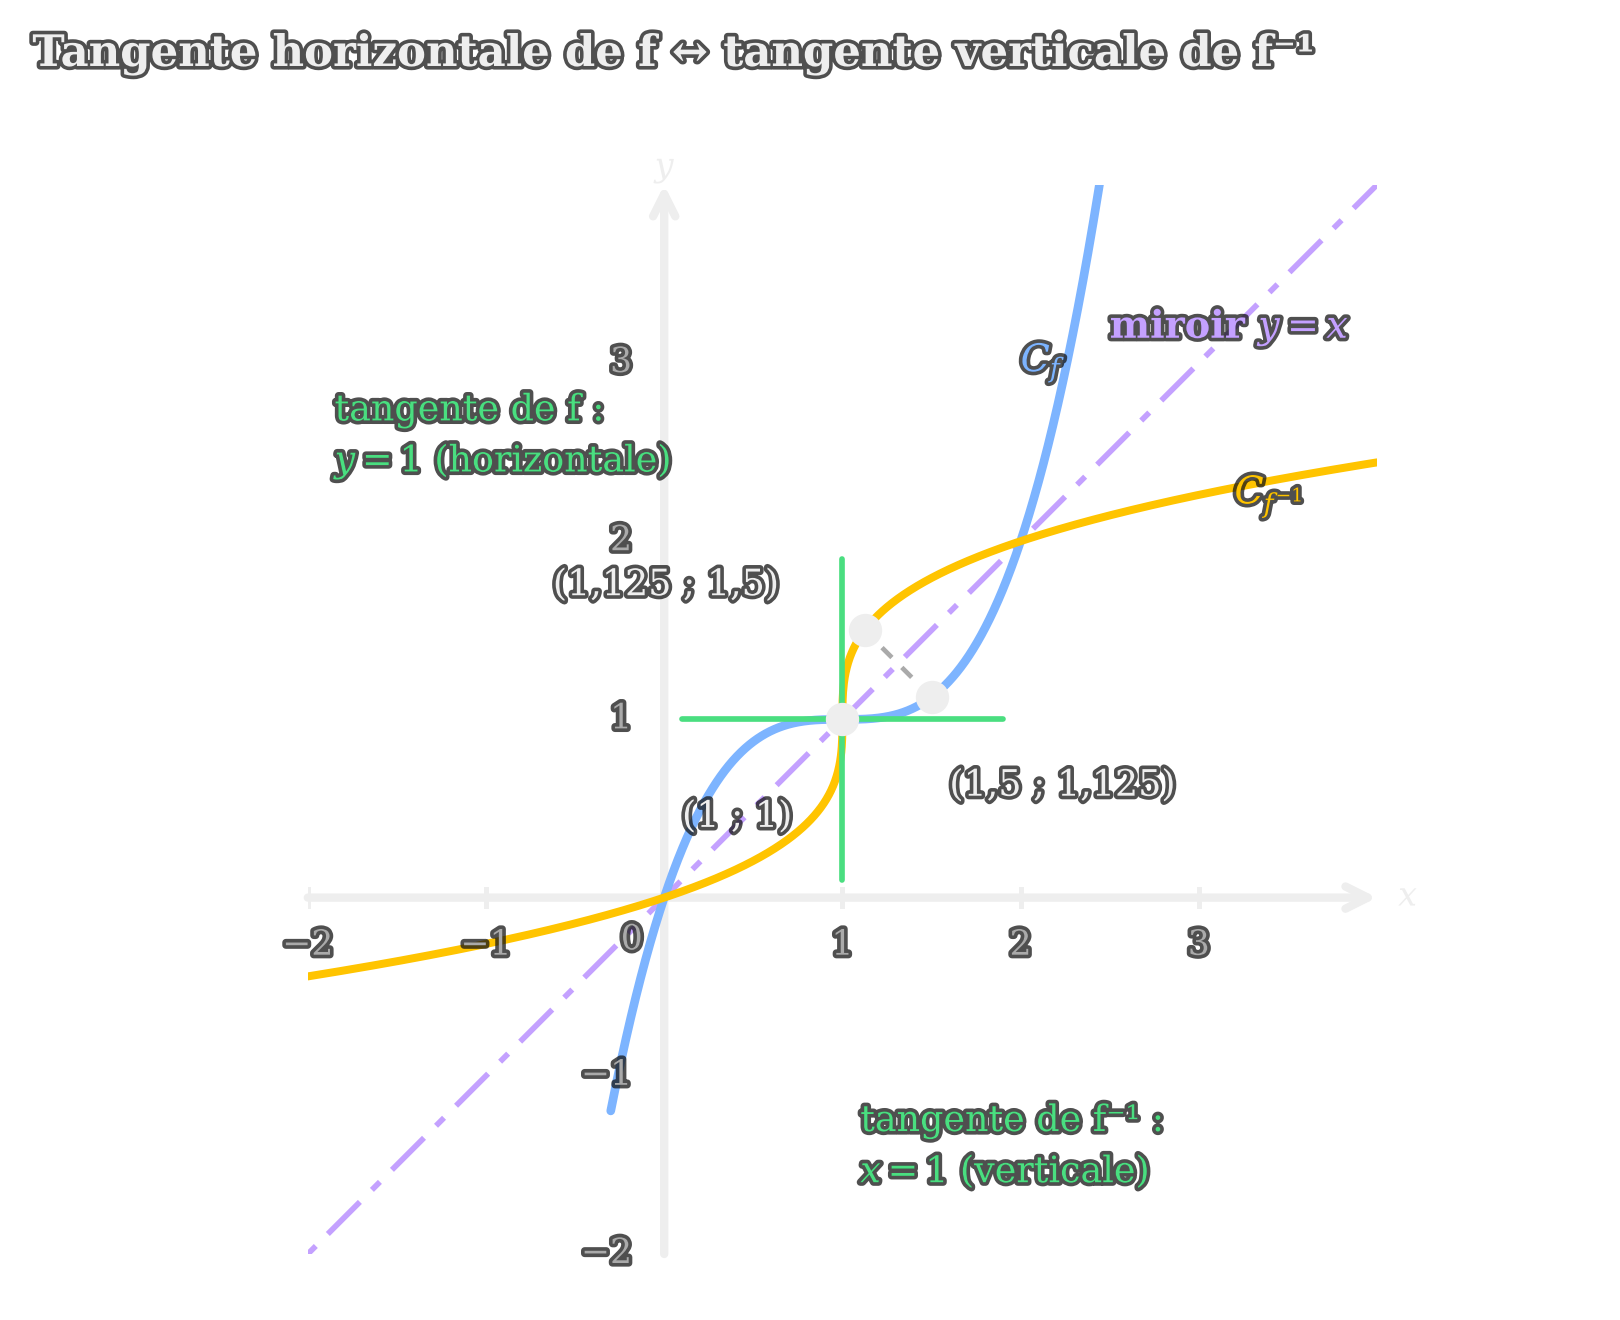 Tangente horizontale de f ↔ tangente verticale de f⁻¹
y
miroir y = x
C_f
3
tangente de f :
y = 1 (horizontale)
C_f⁻¹
2
(1,125 ; 1,5)
1
(1,5 ; 1,125)
(1 ; 1)
x
−2 −1 0 1 2 3
−1
tangente de f⁻¹ :
x = 1 (verticale)
−2